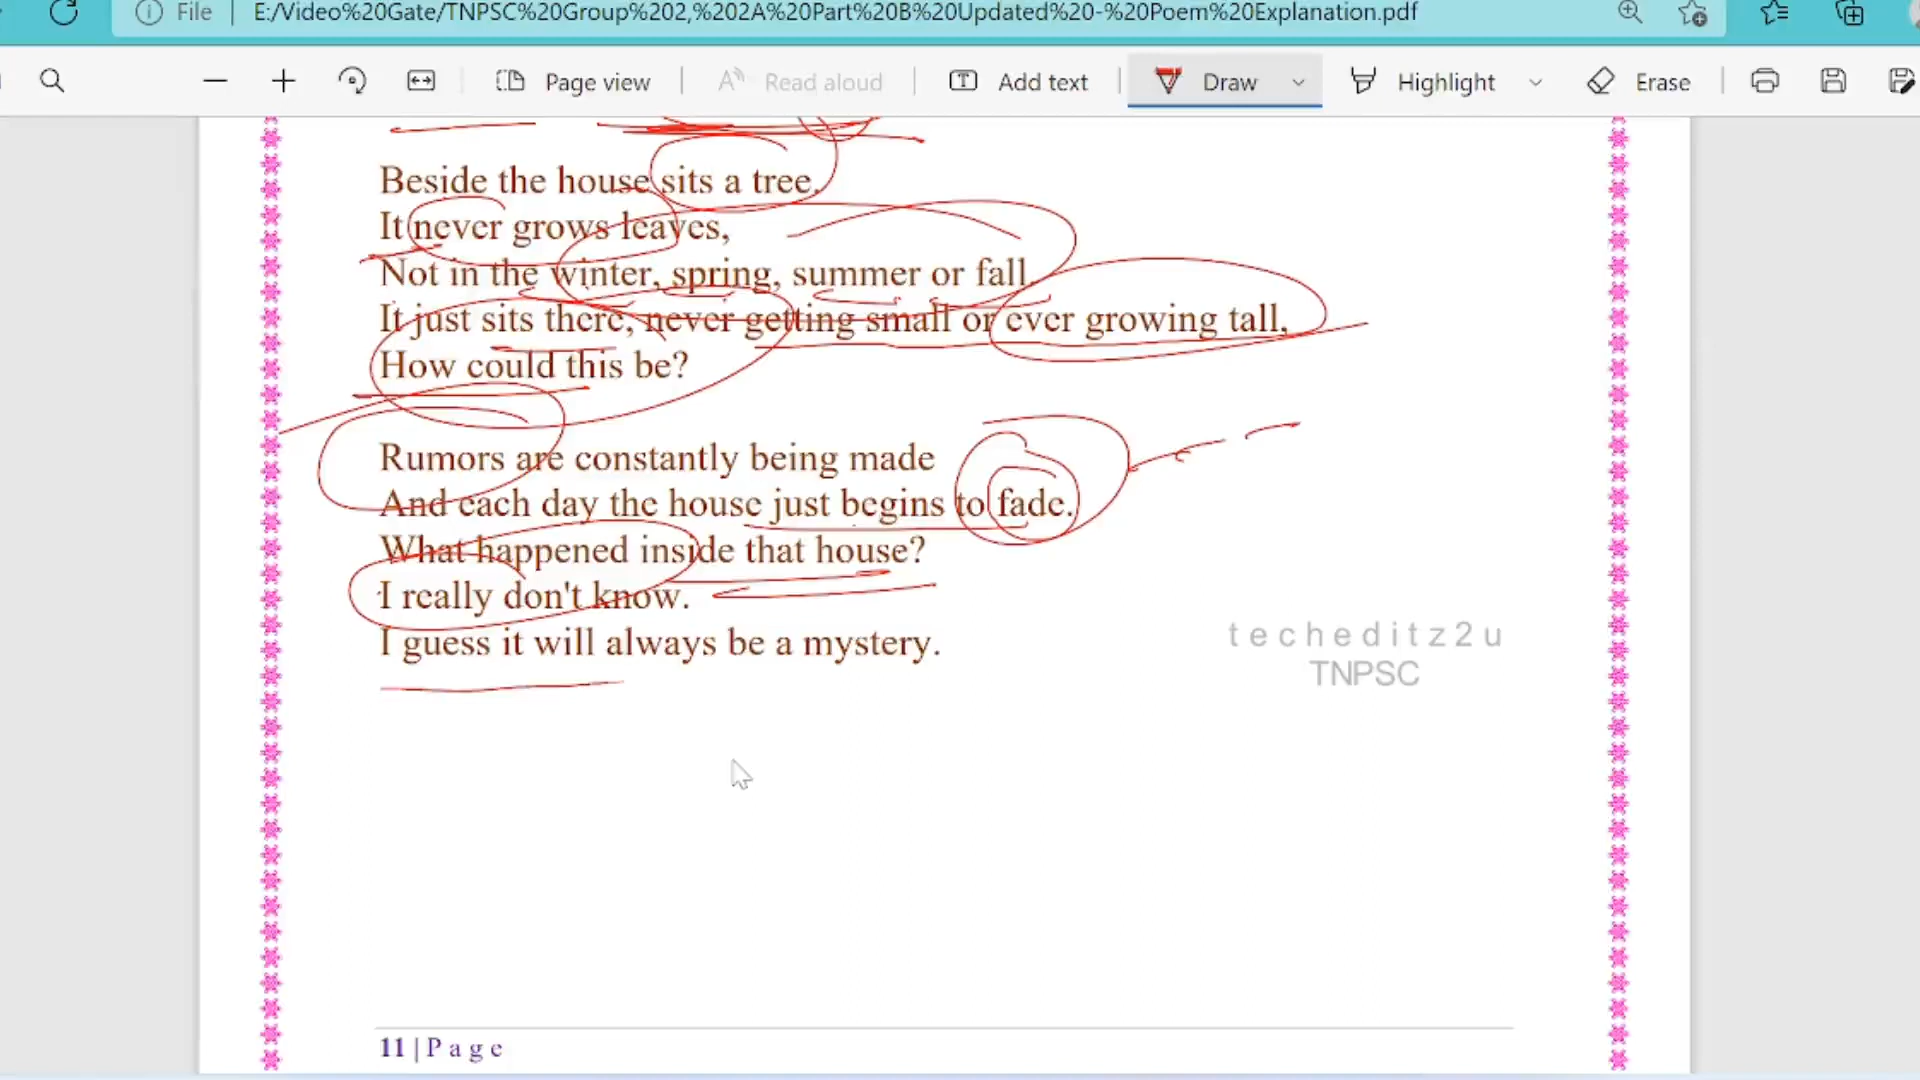 File E:/Video%20Gate/TNPSC%20Group%202,%202A%20Part%20B%20Updated%20-%20Poem%20Explanation.pdf
Page view Read aloud Add text Draw Highlight Erase
Beside the house sits a tree.
It never grows leaves,
Not in the winter, spring, summer or fall.
It just sits there, never getting small or ever growing tall,
How could this be?
Rumors are constantly being made
And each day the house just begins to fade.
What happened inside that house?
I really don't know.
I guess it will always be a mystery.
techeditz2u
TNPSC
11 | Page